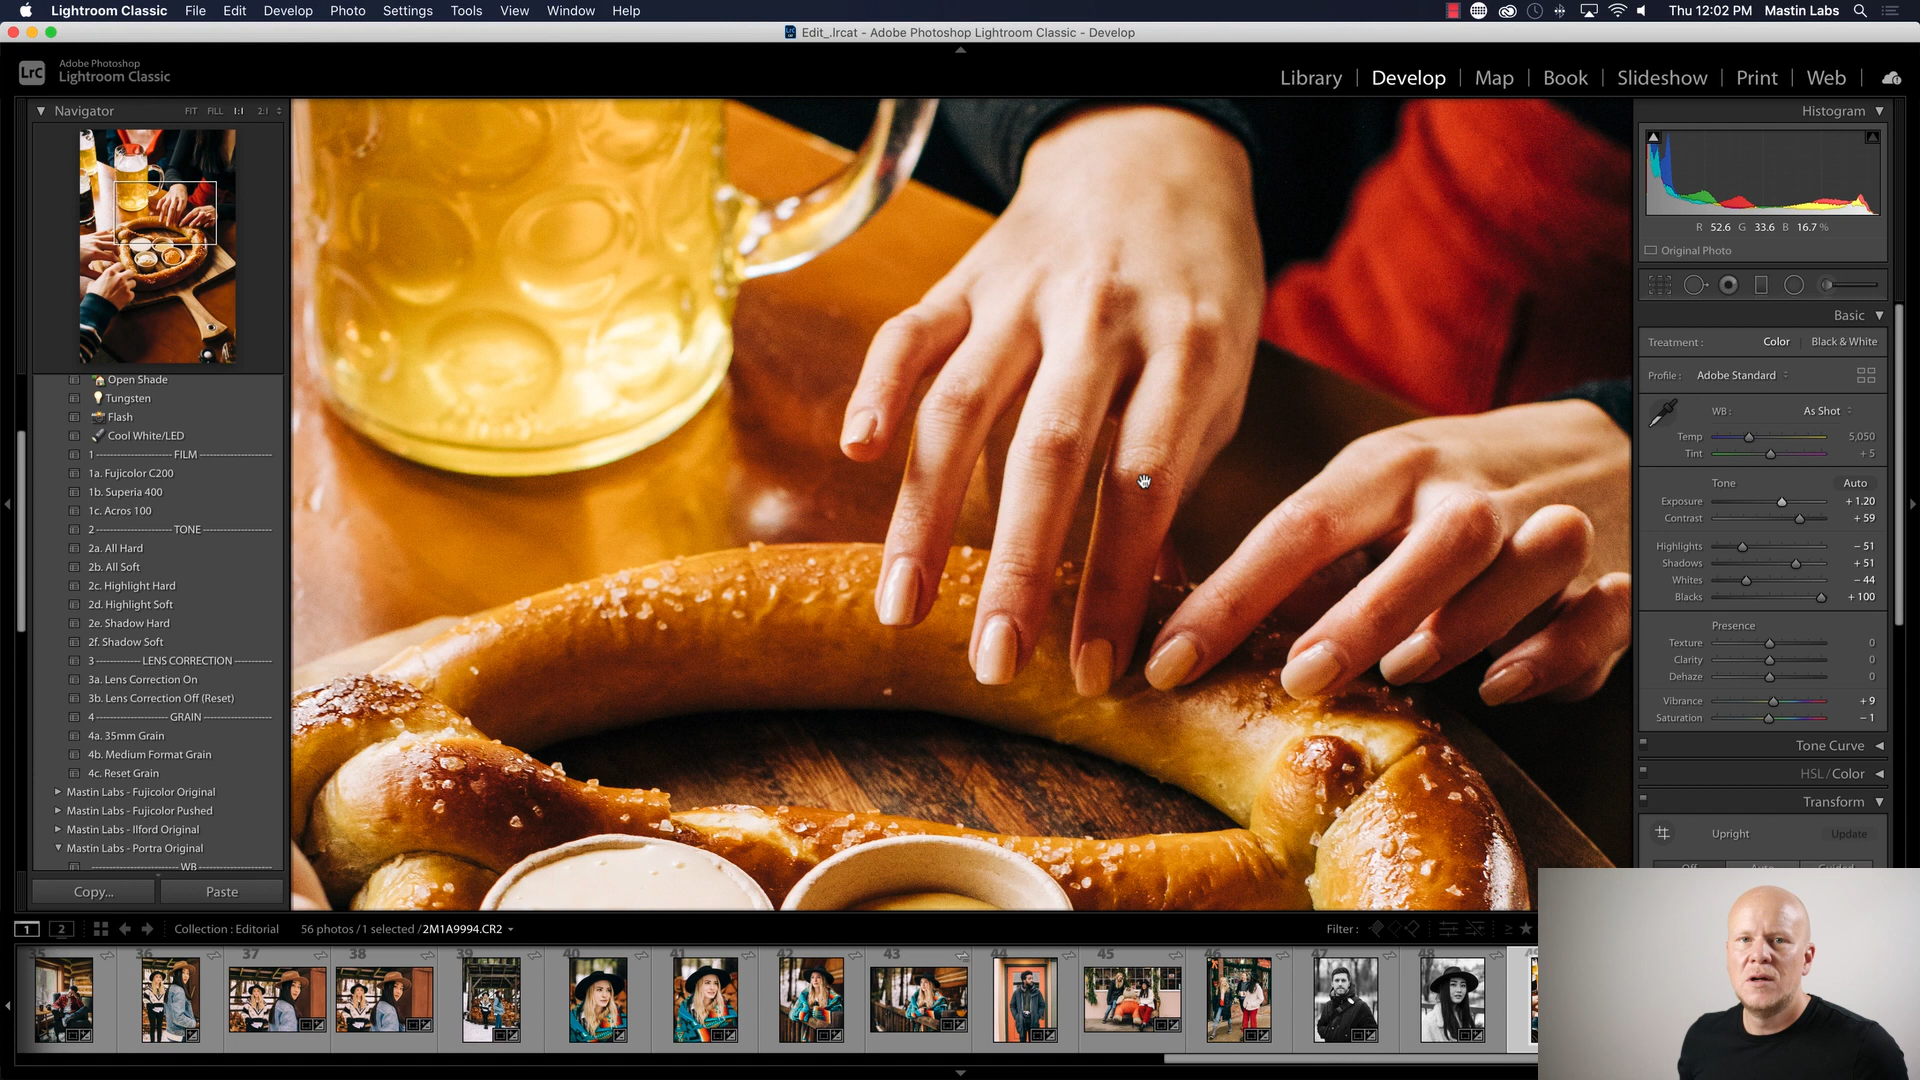 Lightroom Classic File Edit Develop Photo Settings Tools View Window Help Thu 12:02 PM Mastin Labs
Edit_.lrcat - Adobe Photoshop Lightroom Classic - Develop
LrC
Adobe Photoshop
Lightroom Classic
Library | Develop | Map | Book | Slideshow | Print | Web |
Navigator FIT FILL 1:1 2:1
Open Shade
Tungsten
Flash
Cool White/LED
1 ---------------------- FILM ----------------------
1a. Fujicolor C200
1b. Superia 400
1c. Acros 100
2 ---------------------- TONE ----------------------
2a. All Hard
2b. All Soft
2c. Highlight Hard
2d. Highlight Soft
2e. Shadow Hard
2f. Shadow Soft
3 ------------- LENS CORRECTION -------------
3a. Lens Correction On
3b. Lens Correction Off (Reset)
4 --------------------- GRAIN ---------------------
4a. 35mm Grain
4b. Medium Format Grain
4c. Reset Grain
Mastin Labs - Fujicolor Original
Mastin Labs - Fujicolor Pushed
Mastin Labs - Ilford Original
Mastin Labs - Portra Original
---------------------- WB ----------------------
Copy... Paste
Histogram
R 52.6 G 33.6 B 16.7 %
Original Photo
Basic
Treatment : Color | Black & White
Profile : Adobe Standard
WB : As Shot
Temp 5,050
Tint + 5
Tone Auto
Exposure + 1.20
Contrast + 59
Highlights − 51
Shadows + 51
Whites − 44
Blacks + 100
Presence
Texture 0
Clarity 0
Dehaze 0
Vibrance + 9
Saturation − 1
Tone Curve
HSL / Color
Transform
Upright Update
Off Auto Guided
1 2 Collection : Editorial 56 photos / 1 selected / 2M1A9994.CR2 Filter : ≥
35 36 37 38 39 40 41 42 43 44 45 46 47 48